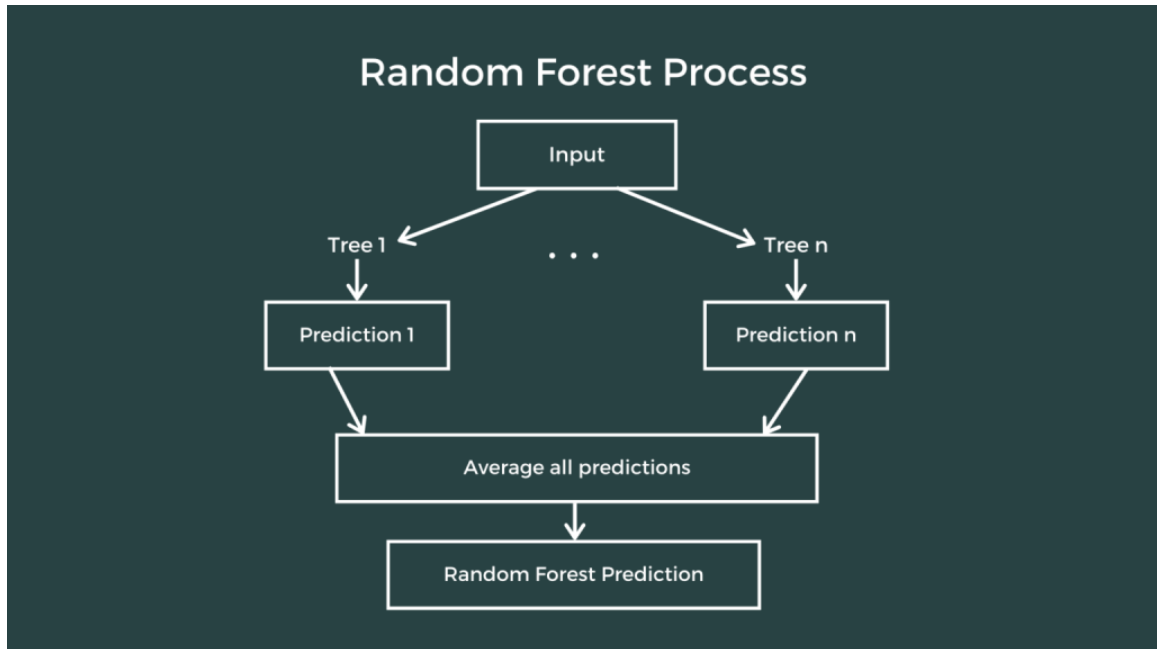 Random Forest Process
Input
Tree 1
. . .
Tree n
Prediction 1
Prediction n
Average all predictions
Random Forest Prediction